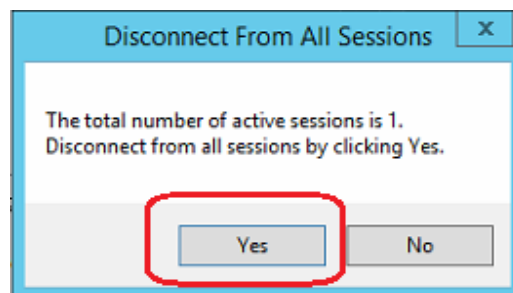 Disconnect From All Sessions
x
The total number of active sessions is 1.
Disconnect from all sessions by clicking Yes.
Yes
No